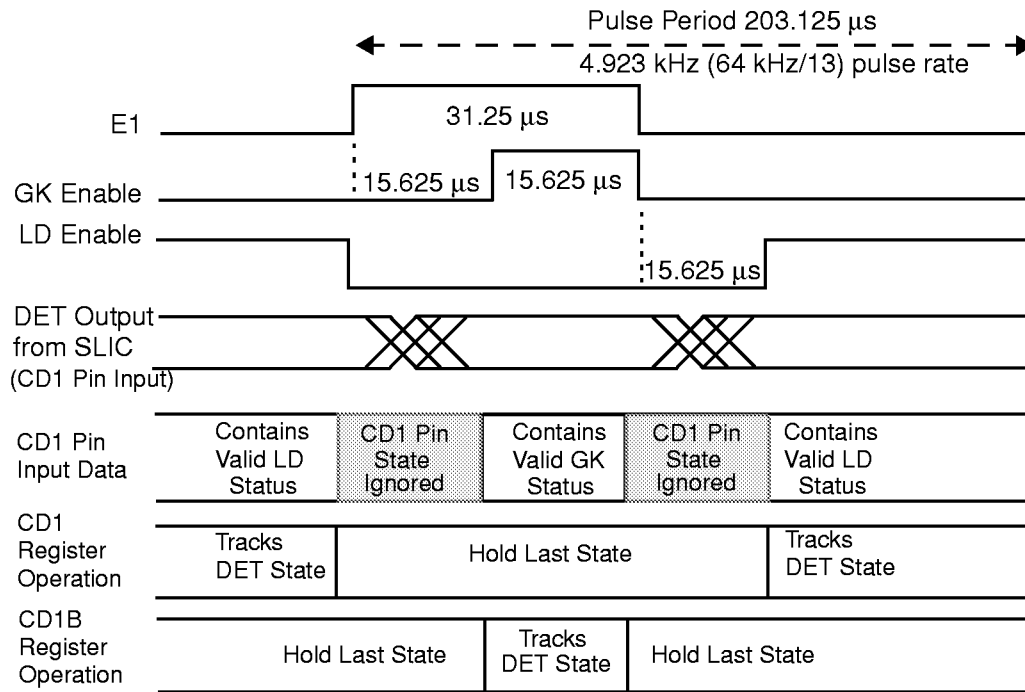 Pulse Period 203.125 µs
4.923 kHz (64 kHz/13) pulse rate
E1
31.25 µs
GK Enable
15.625 µs
15.625 µs
LD Enable
15.625 µs
DET Output
from SLIC
(CD1 Pin Input)
CD1 Pin
Input Data
Contains
Valid LD
Status
CD1 Pin
State
Ignored
Contains
Valid GK
Status
CD1 Pin
State
Ignored
Contains
Valid LD
Status
CD1
Register
Operation
Tracks
DET State
Hold Last State
Tracks
DET State
CD1B
Register
Operation
Hold Last State
Tracks
DET State
Hold Last State